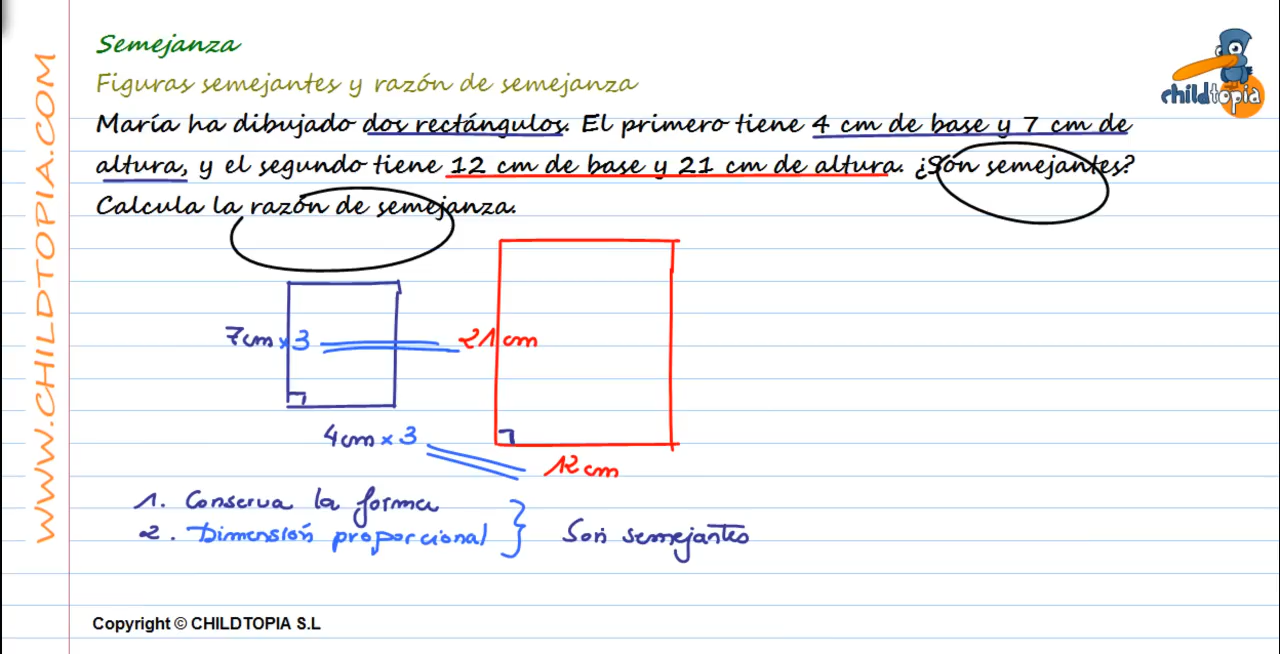 Semejanza
Figuras semejantes y razón de semejanza
María ha dibujado dos rectángulos. El primero tiene 4 cm de base y 7 cm de
altura, y el segundo tiene 12 cm de base y 21 cm de altura. ¿Són semejantes?
Calcula la razón de semejanza.
childtopia
WWW.CHILDTOPIA.COM
7cm x 3
21 cm
4cm x 3
12 cm
1. Conserva la forma
2. Dimensión proporcional } Son semejantes
Copyright © CHILDTOPIA S.L